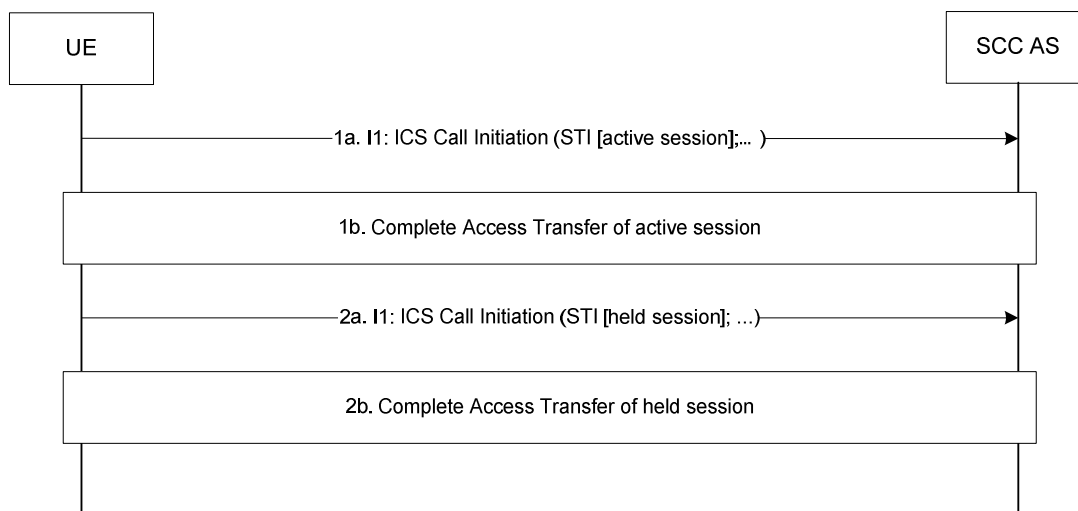 UE
SCC AS
1a. I1: ICS Call Initiation (STI [active session];... )
1b. Complete Access Transfer of active session
2a. I1: ICS Call Initiation (STI [held session]; ...)
2b. Complete Access Transfer of held session